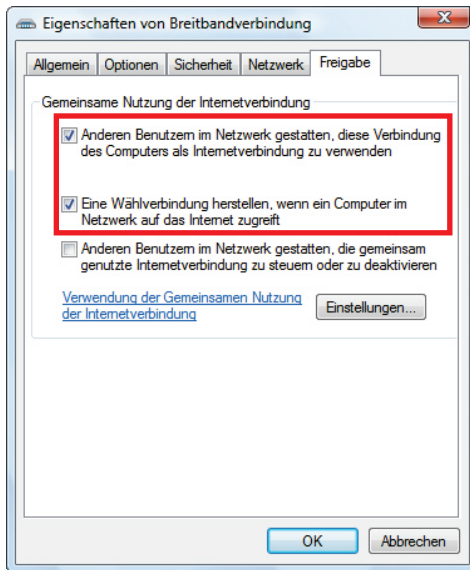 Eigenschaften von Breitbandverbindung
Allgemein Optionen Sicherheit Netzwerk Freigabe
Gemeinsame Nutzung der Internetverbindung
Anderen Benutzern im Netzwerk gestatten, diese Verbindung
des Computers als Internetverbindung zu verwenden
Eine Wählverbindung herstellen, wenn ein Computer im
Netzwerk auf das Internet zugreift
Anderen Benutzern im Netzwerk gestatten, die gemeinsam
genutzte Internetverbindung zu steuern oder zu deaktivieren
Verwendung der Gemeinsamen Nutzung
der Internetverbindung
Einstellungen...
OK Abbrechen